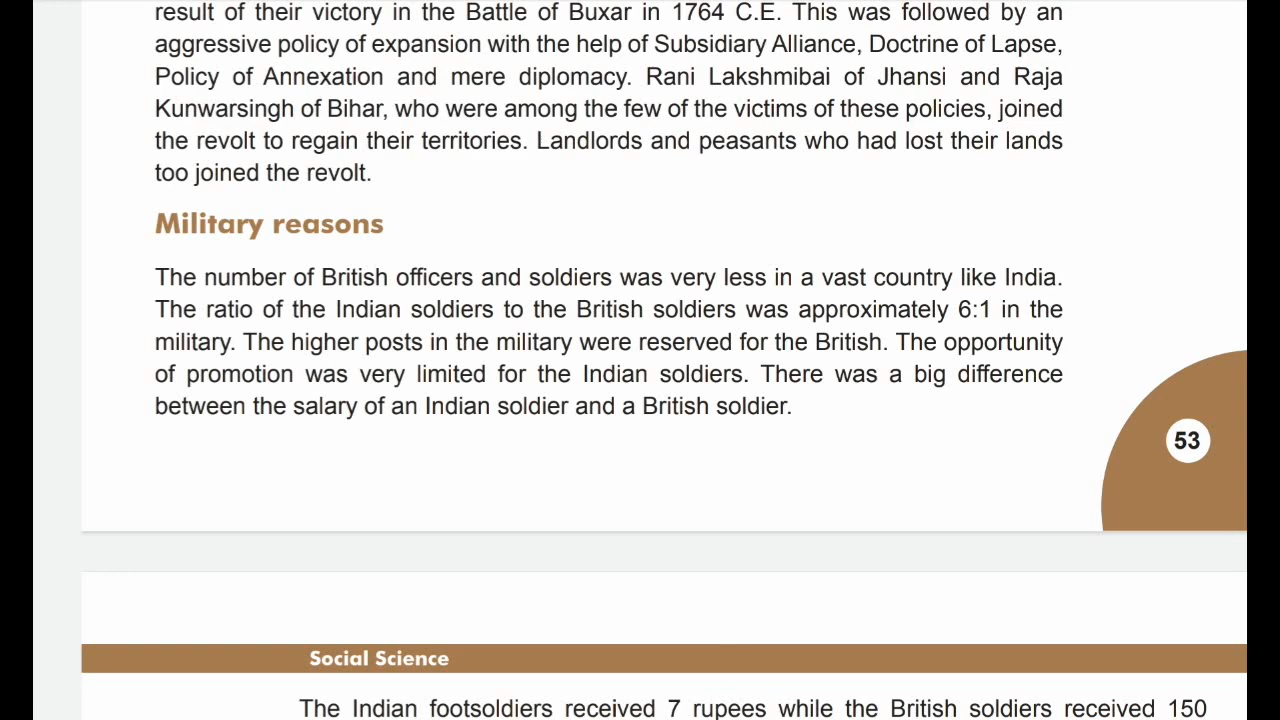 result of their victory in the Battle of Buxar in 1764 C.E. This was followed by an
aggressive policy of expansion with the help of Subsidiary Alliance, Doctrine of Lapse,
Policy of Annexation and mere diplomacy. Rani Lakshmibai of Jhansi and Raja
Kunwarsingh of Bihar, who were among the few of the victims of these policies, joined
the revolt to regain their territories. Landlords and peasants who had lost their lands
too joined the revolt.
Military reasons
The number of British officers and soldiers was very less in a vast country like India.
The ratio of the Indian soldiers to the British soldiers was approximately 6:1 in the
military. The higher posts in the military were reserved for the British. The opportunity
of promotion was very limited for the Indian soldiers. There was a big difference
between the salary of an Indian soldier and a British soldier.
53
Social Science
The Indian footsoldiers received 7 rupees while the British soldiers received 150